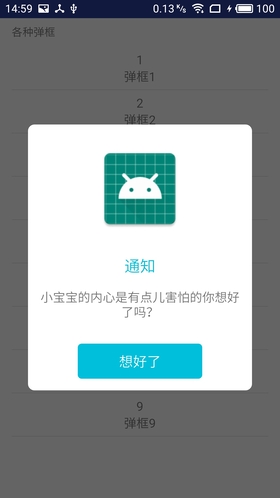 14:59 0.13 K/s 100
各种弹框
1
弹框1
2
弹框2
通知
小宝宝的内心是有点儿害怕的你想好
了吗?
想好了
9
弹框9